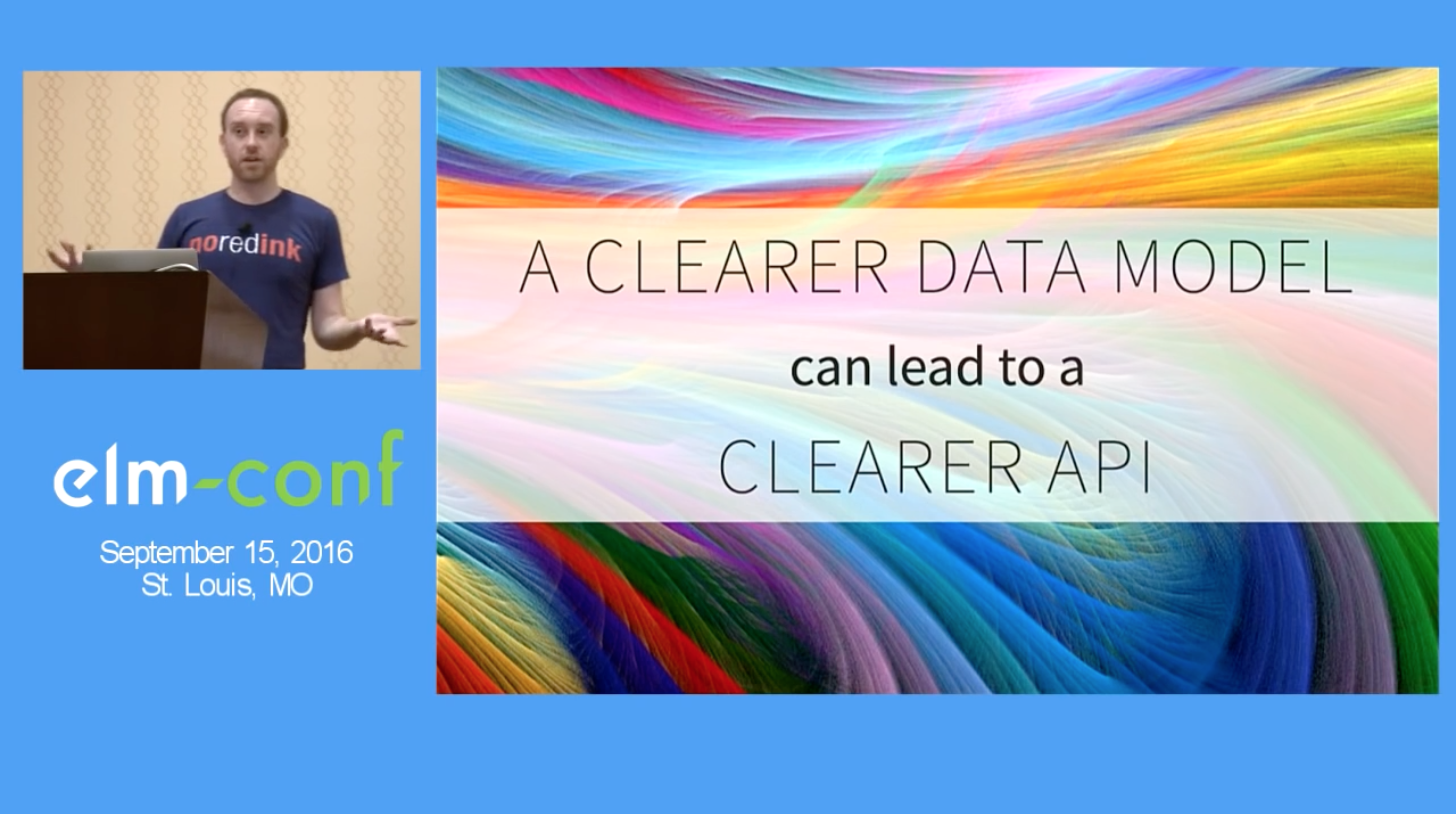 noredink
A CLEARER DATA MODEL
can lead to a
CLEARER API
elm-conf
September 15, 2016
St. Louis, MO